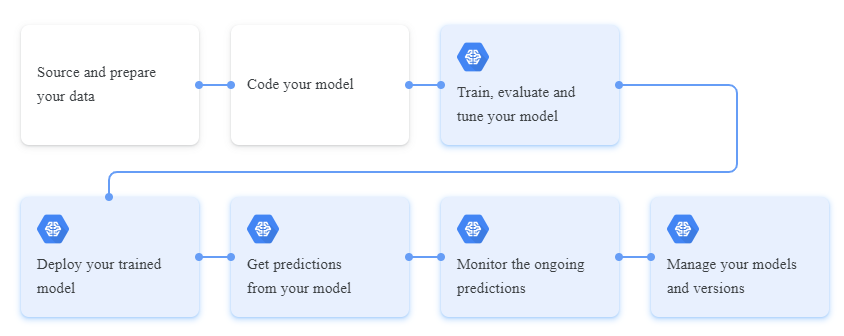 Source and prepare
your data
Code your model
Train, evaluate and
tune your model
Deploy your trained
model
Get predictions
from your model
Monitor the ongoing
predictions
Manage your models
and versions